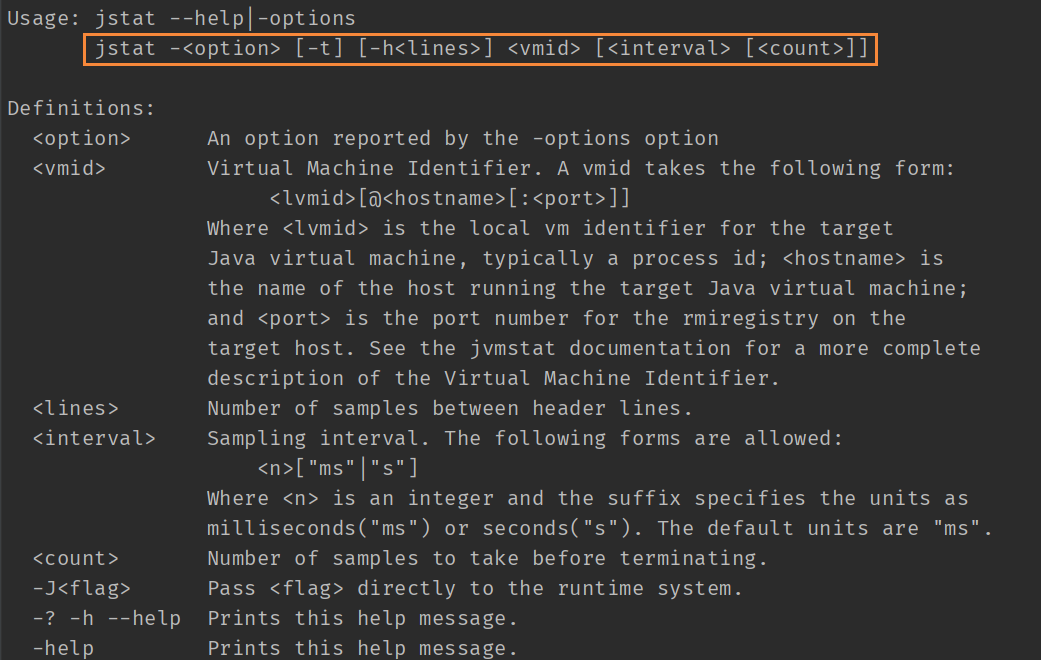 Usage: jstat --help|-options
jstat -<option> [-t] [-h<lines>] <vmid> [<interval> [<count>]]
Definitions:
<option> An option reported by the -options option
<vmid> Virtual Machine Identifier. A vmid takes the following form:
<lvmid>[@<hostname>[:<port>]]
Where <lvmid> is the local vm identifier for the target
Java virtual machine, typically a process id; <hostname> is
the name of the host running the target Java virtual machine;
and <port> is the port number for the rmiregistry on the
target host. See the jvmstat documentation for a more complete
description of the Virtual Machine Identifier.
<lines> Number of samples between header lines.
<interval> Sampling interval. The following forms are allowed:
<n>["ms"|"s"]
Where <n> is an integer and the suffix specifies the units as
milliseconds("ms") or seconds("s"). The default units are "ms".
<count> Number of samples to take before terminating.
-J<flag> Pass <flag> directly to the runtime system.
-? -h --help Prints this help message.
-help Prints this help message.